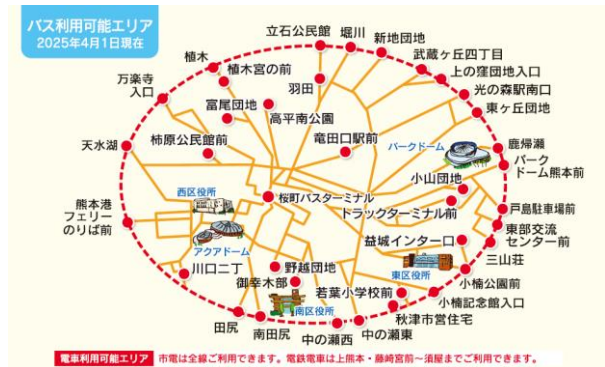 バス利用可能エリア
2025年4月1日現在
立石公民館
堀川
新地団地
武蔵ヶ丘四丁目
上の窪団地入口
光の森駅南口
東ヶ丘団地
植木
植木宮の前
羽田
万楽寺
入口
富尾団地
高平南公園
天水湖
柿原公民館前
竜田口駅前
パークドーム
鹿帰瀬
パーク
ドーム熊本前
小山団地
西区役所
桜町バスターミナル
トラックターミナル前
戸島駐車場前
熊本港
フェリー
のりば前
アクアドーム
益城インター口
東部交流
センター前
三山荘
川口二丁
野越団地
御幸木部
東区役所
若葉小学校前
小楠公園前
南区役所
小楠記念館入口
秋津市営住宅
田尻
南田尻
中の瀬西
中の瀬東
電車利用可能エリア
市電は全線ご利用できます。電鉄電車は上熊本・藤崎宮前～須屋までご利用できます。